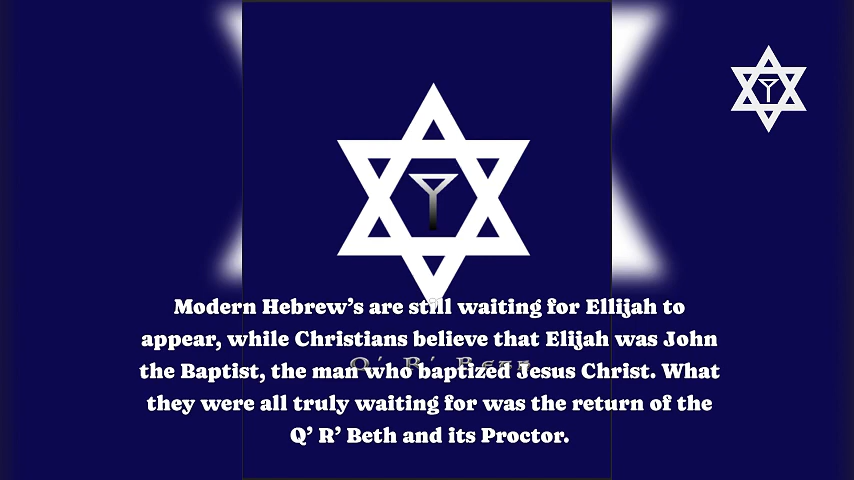 Modern Hebrew’s are still waiting for Ellijah to
appear, while Christians believe that Elijah was John
the Baptist, the man who baptized Jesus Christ. What
they were all truly waiting for was the return of the
Q’ R’ Beth and its Proctor.